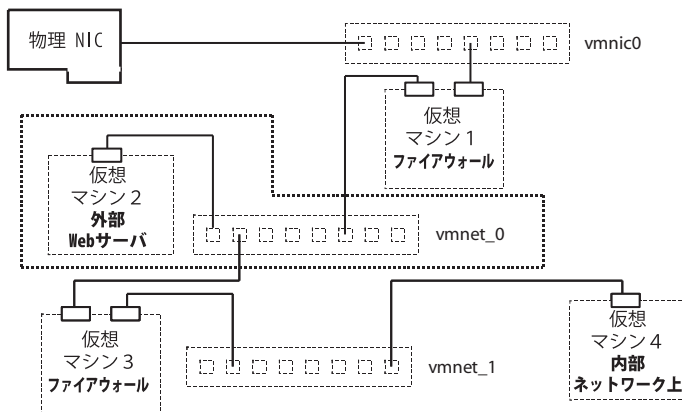 物理 NIC
vmnic0
仮想
マシン1
ファイアウォール
仮想
マシン2
外部
Webサーバ
vmnet_0
仮想
マシン3
ファイアウォール
vmnet_1
仮想
マシン4
内部
ネットワーク上